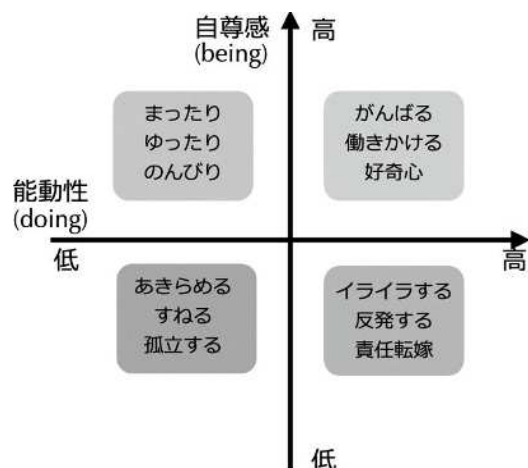 自尊感
(being)
高
まったり
ゆったり
のんびり
がんばる
働きかける
好奇心
能動性
(doing)
低
高
あきらめる
すねる
孤立する
イライラする
反発する
責任転嫁
低